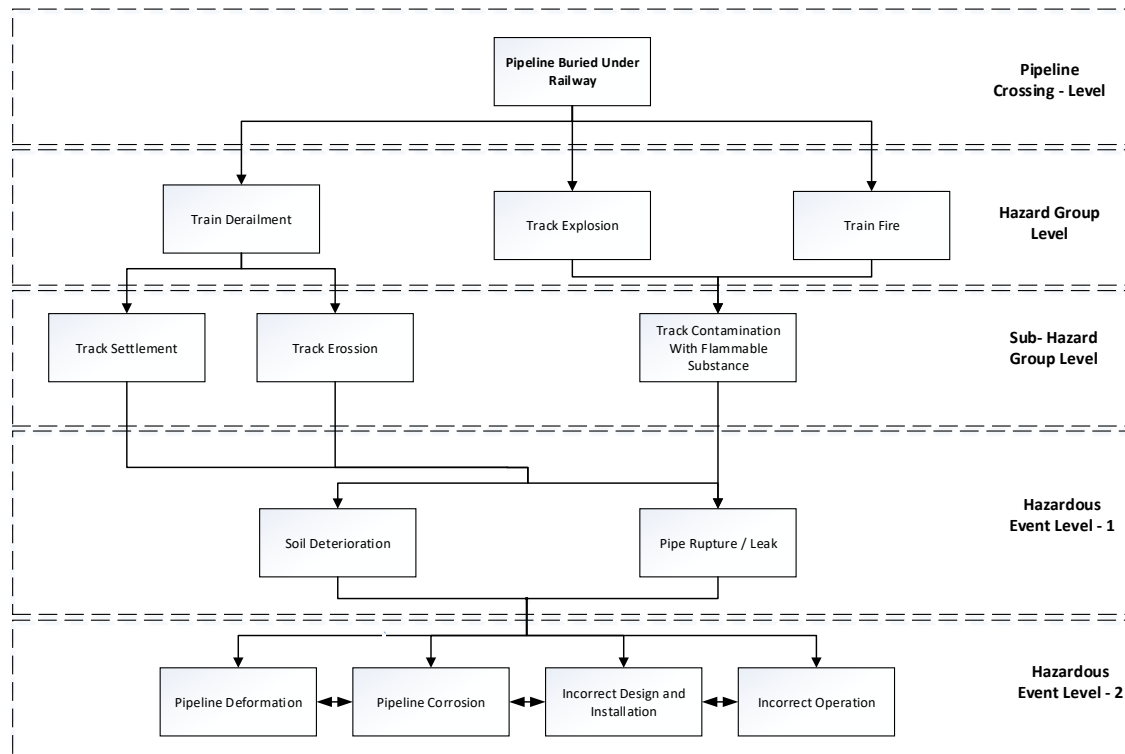 Pipeline Buried Under
Railway
Pipeline
Crossing - Level
Train Derailment
Track Explosion
Train Fire
Hazard Group
Level
Track Settlement
Track Erossion
Track Contamination
With Flammable
Substance
Sub- Hazard
Group Level
Soil Deterioration
Pipe Rupture / Leak
Hazardous
Event Level - 1
Pipeline Deformation
Pipeline Corrosion
Incorrect Design and
Installation
Incorrect Operation
Hazardous
Event Level - 2